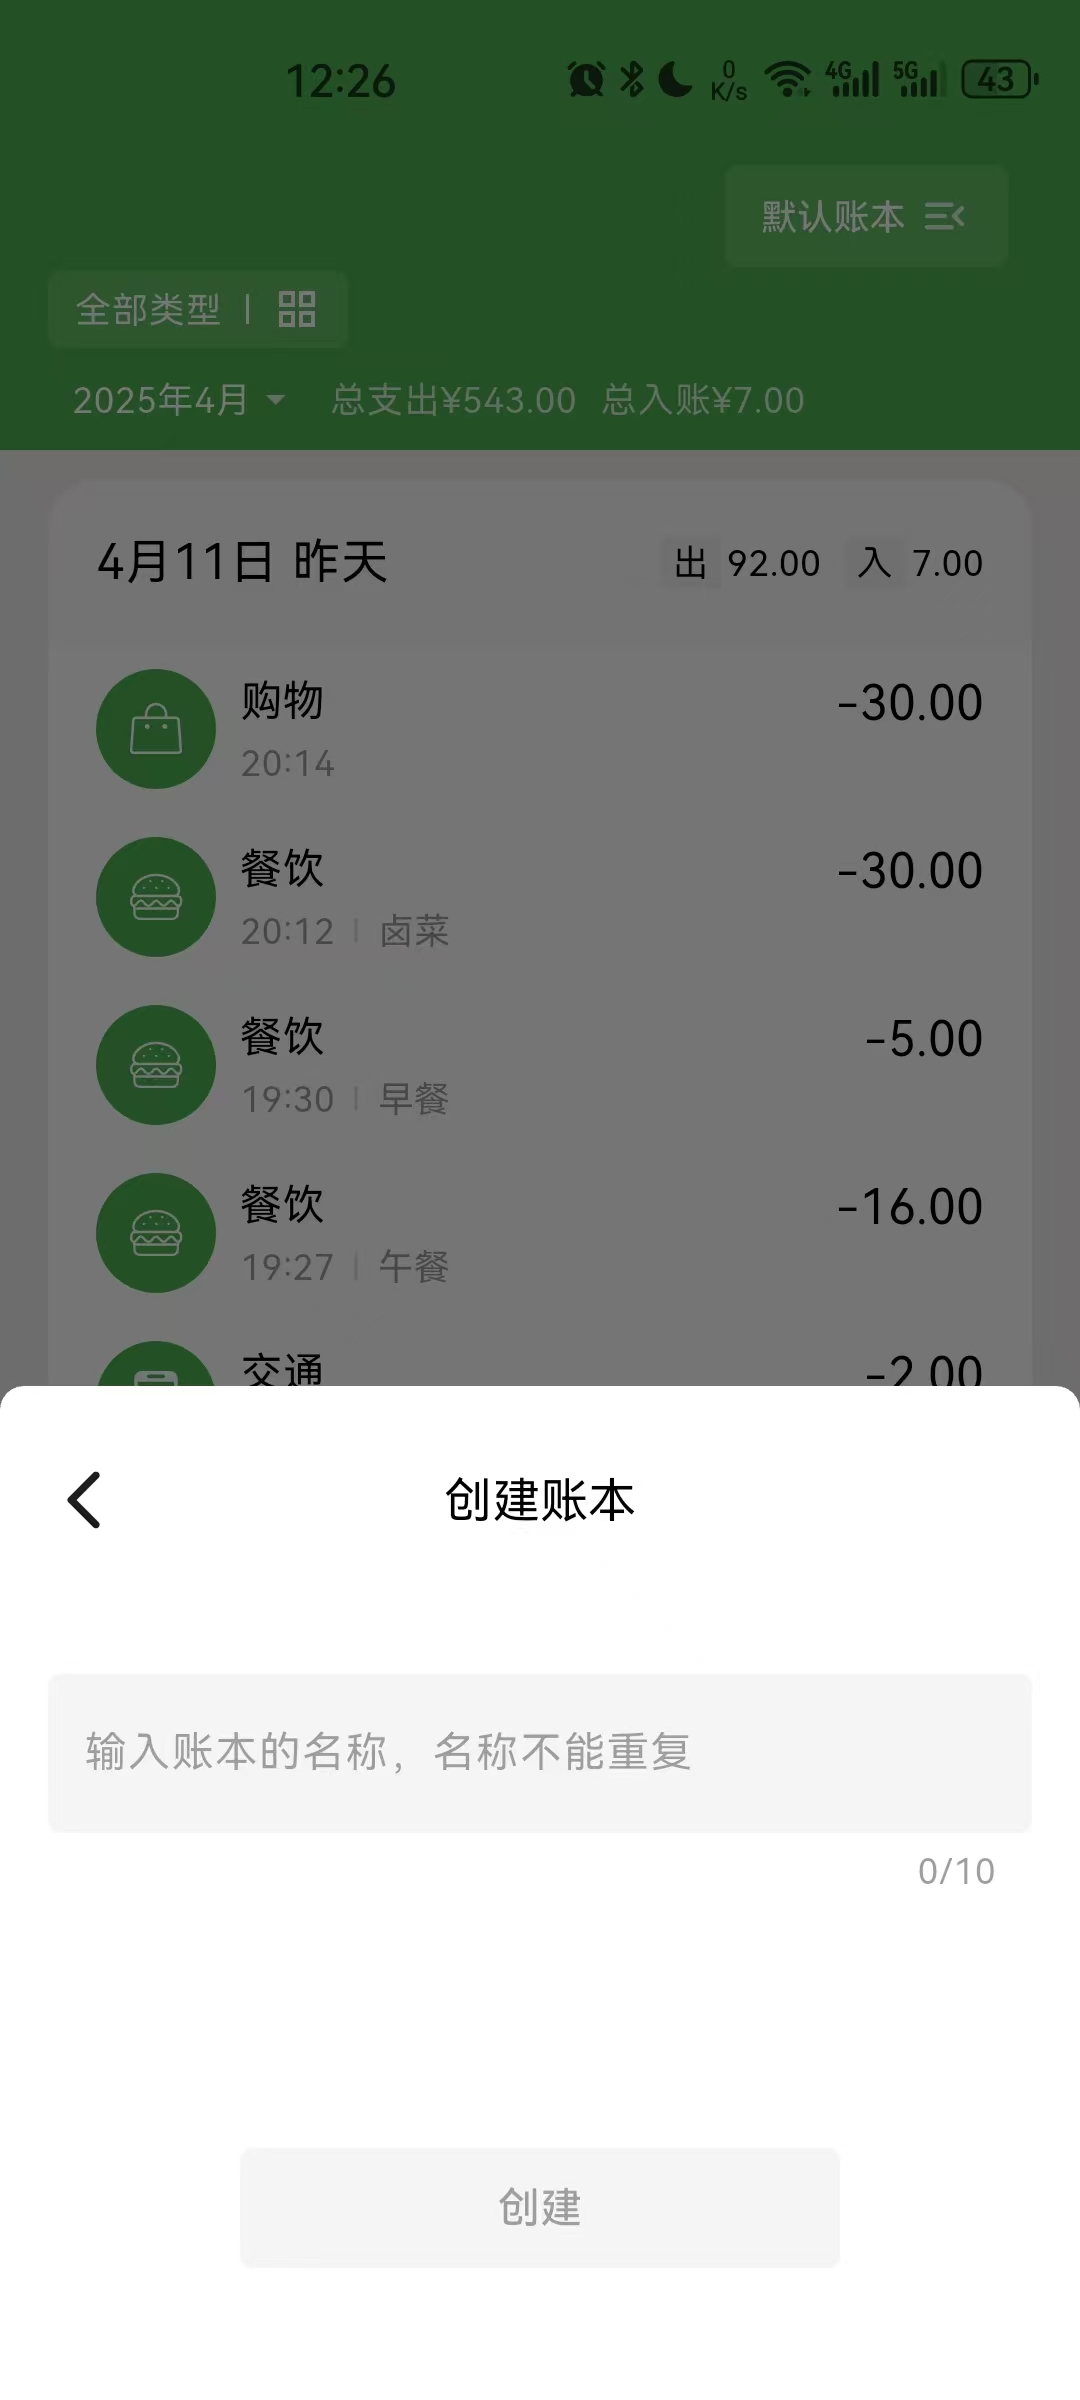 12:26 0 K/s 4G 5G 43
默认账本
全部类型
2025年4月 总支出¥543.00 总入账¥7.00
4月11日 昨天 出 92.00 入 7.00
购物 -30.00
20:14
餐饮 -30.00
20:12 | 卤菜
餐饮 -5.00
19:30 | 早餐
餐饮 -16.00
19:27 | 午餐
交通 -2.00
创建账本
输入账本的名称，名称不能重复
0/10
创建